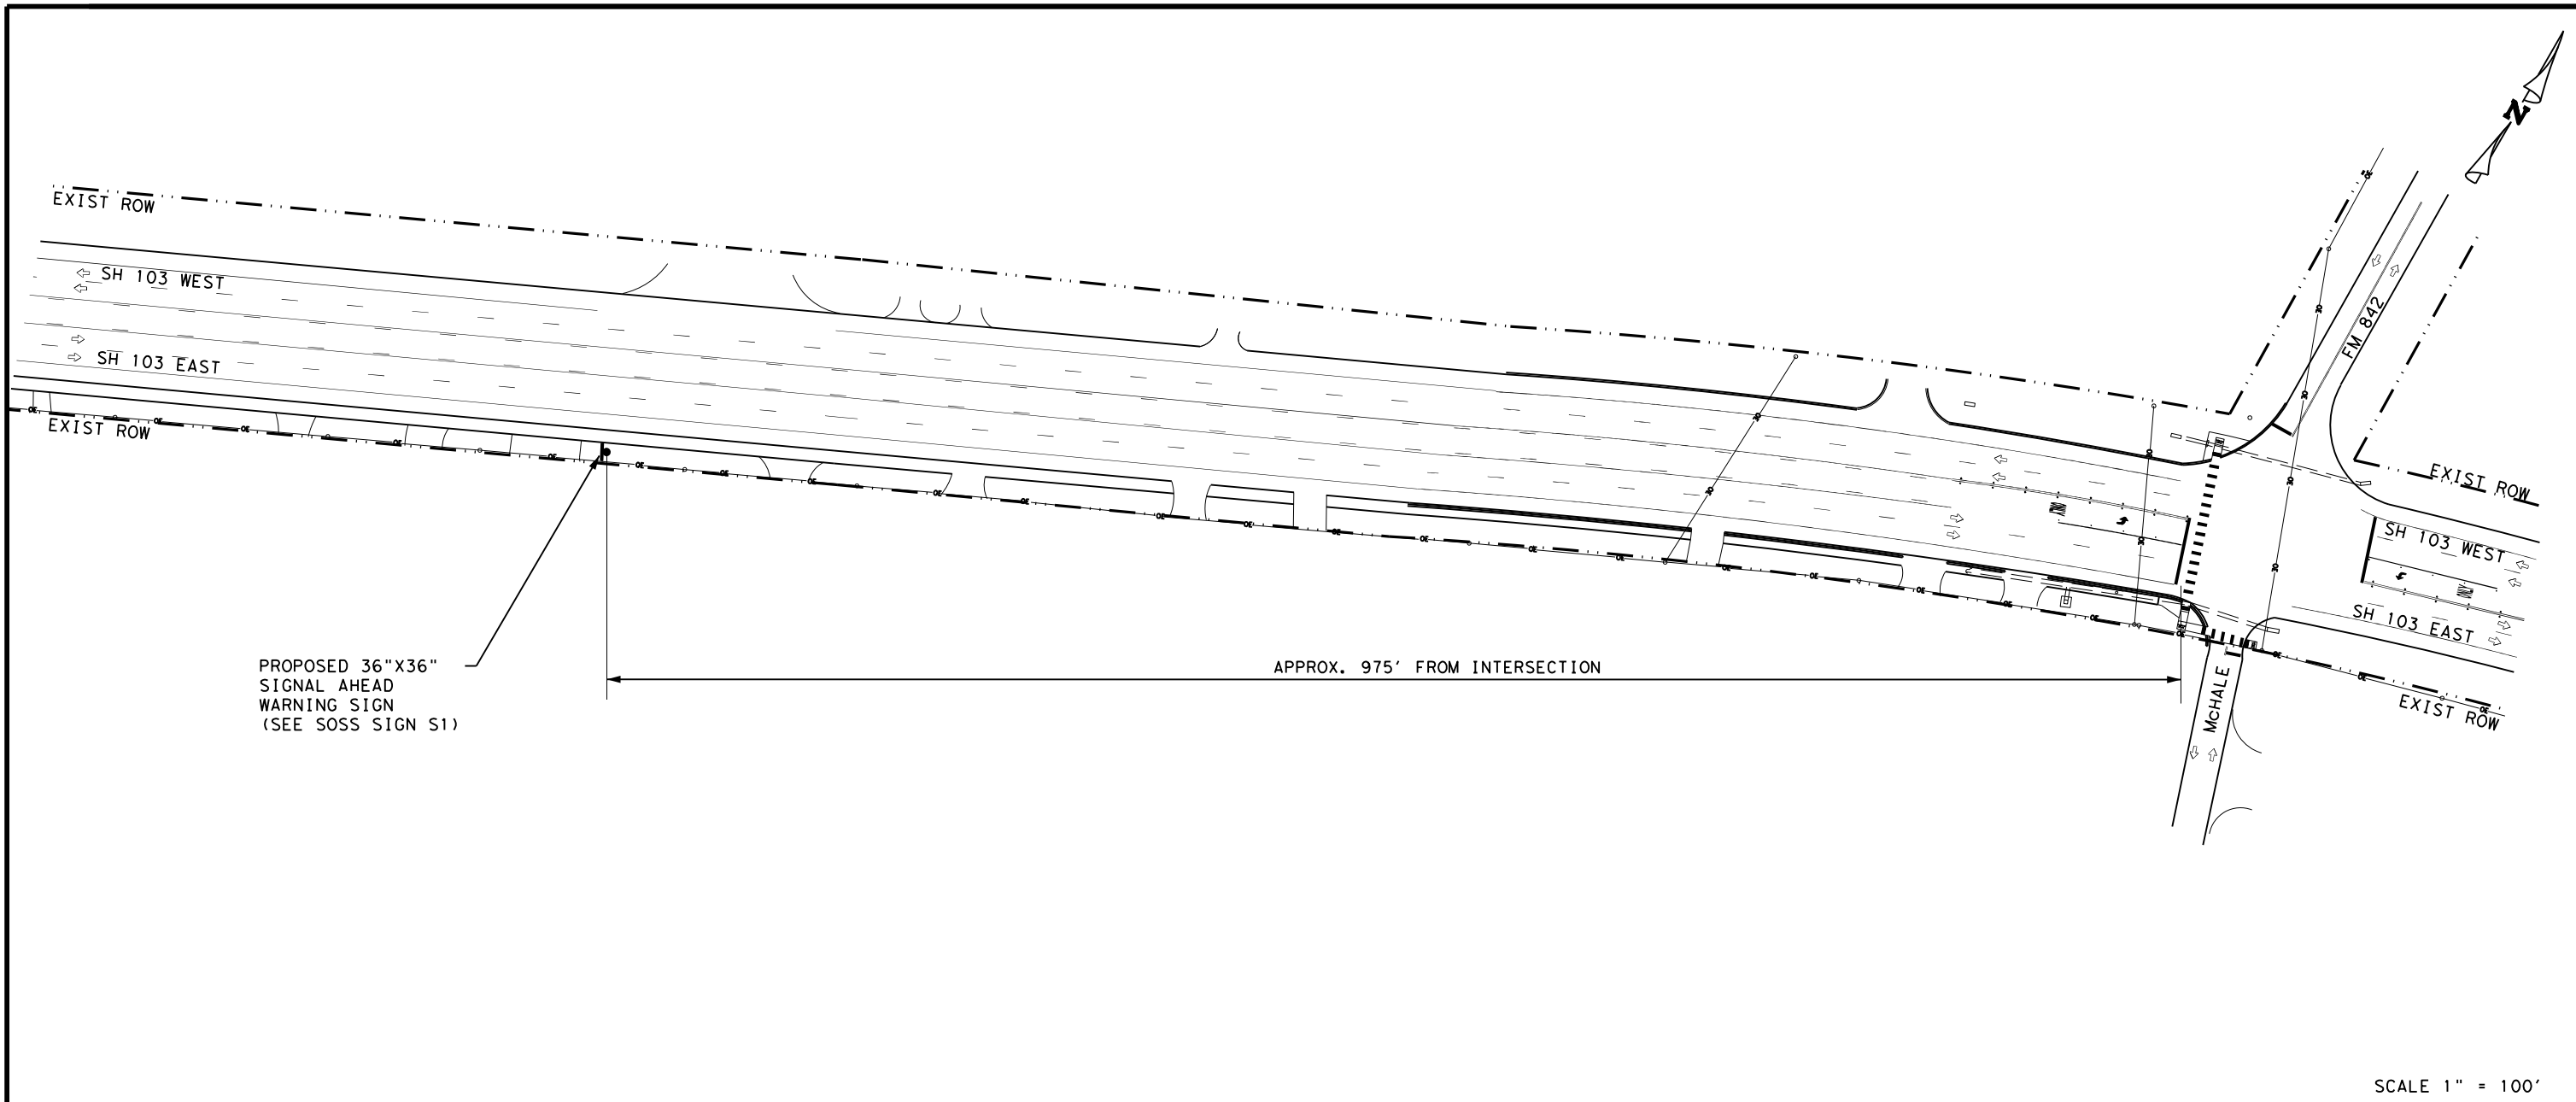 N
EXIST ROW
SH 103 WEST
SH 103 EAST
EXIST ROW
FM 842
EXIST ROW
SH 103 WEST
SH 103 EAST
EXIST ROW
McHALE
PROPOSED 36"X36"
SIGNAL AHEAD
WARNING SIGN
(SEE SOSS SIGN S1)
APPROX. 975' FROM INTERSECTION
SCALE 1" = 100'